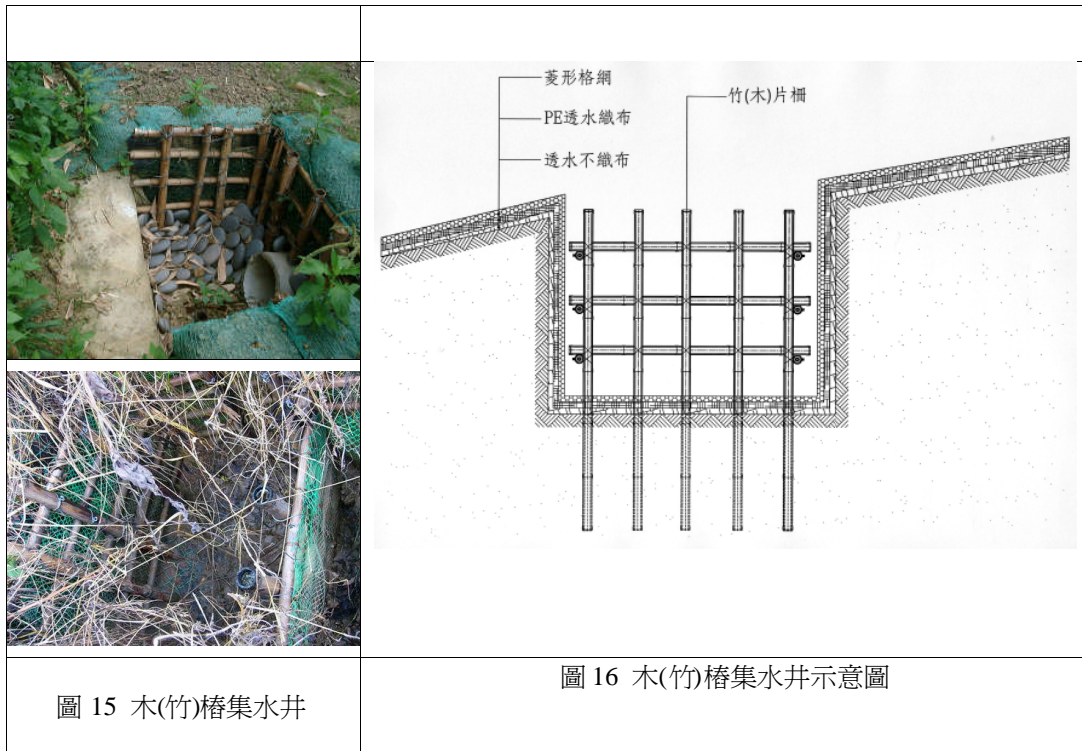 菱形格網
PE透水織布
透水不織布
竹(木)片柵
圖 15 木(竹)樁集水井
圖 16 木(竹)樁集水井示意圖